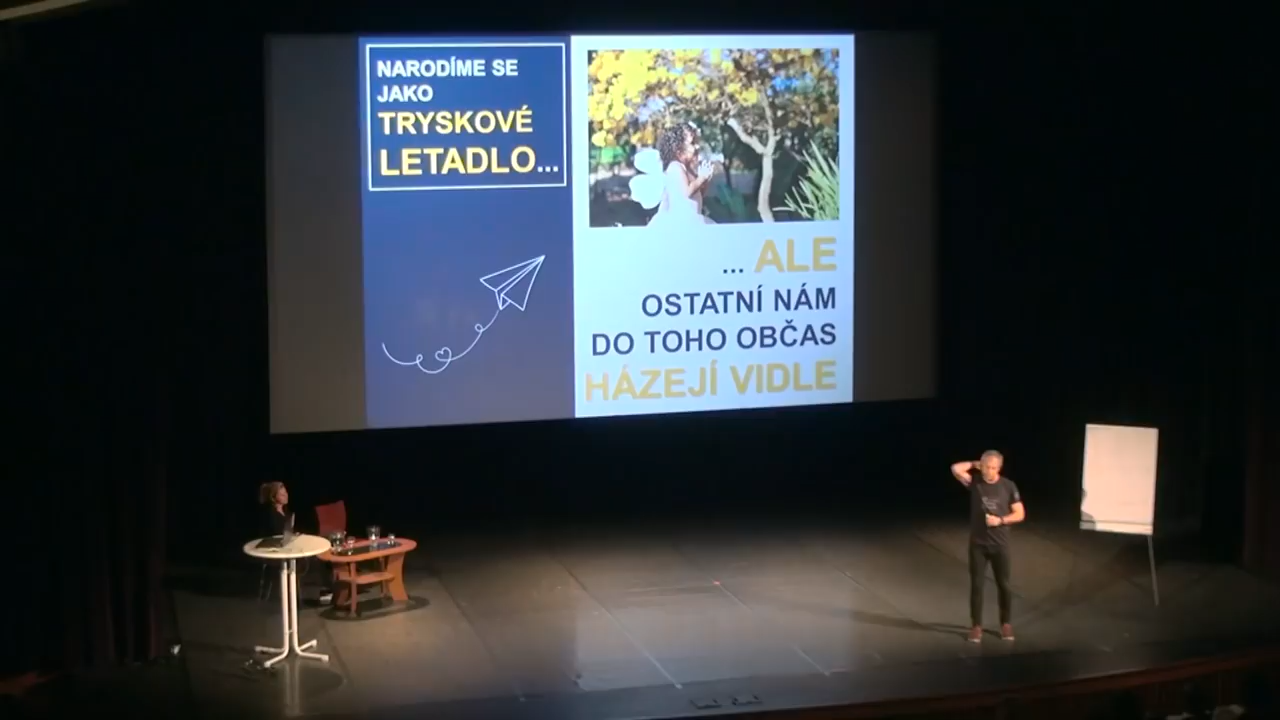 NARODÍME SE
JAKO
TRYSKOVÉ
LETADLO...
... ALE
OSTATNÍ NÁM
DO TOHO OBČAS
HÁZEJÍ VIDLE